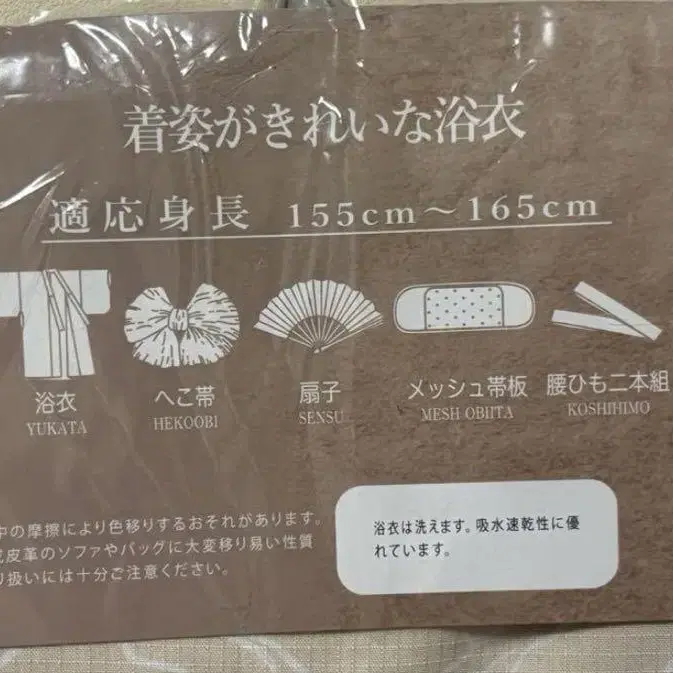 着姿がきれいな浴衣
適応身長 155cm～165cm
浴衣 へこ帯 扇子 メッシュ帯板 腰ひも二本組
YUKATA HEKOOBI SENSU MESH OBIITA KOSHIHIMO
の摩擦により色移りするおそれがあります。
皮革のソファやバッグに大変移り易い性質
扱いには十分ご注意ください。
浴衣は洗えます。吸水速乾性に優
れています。